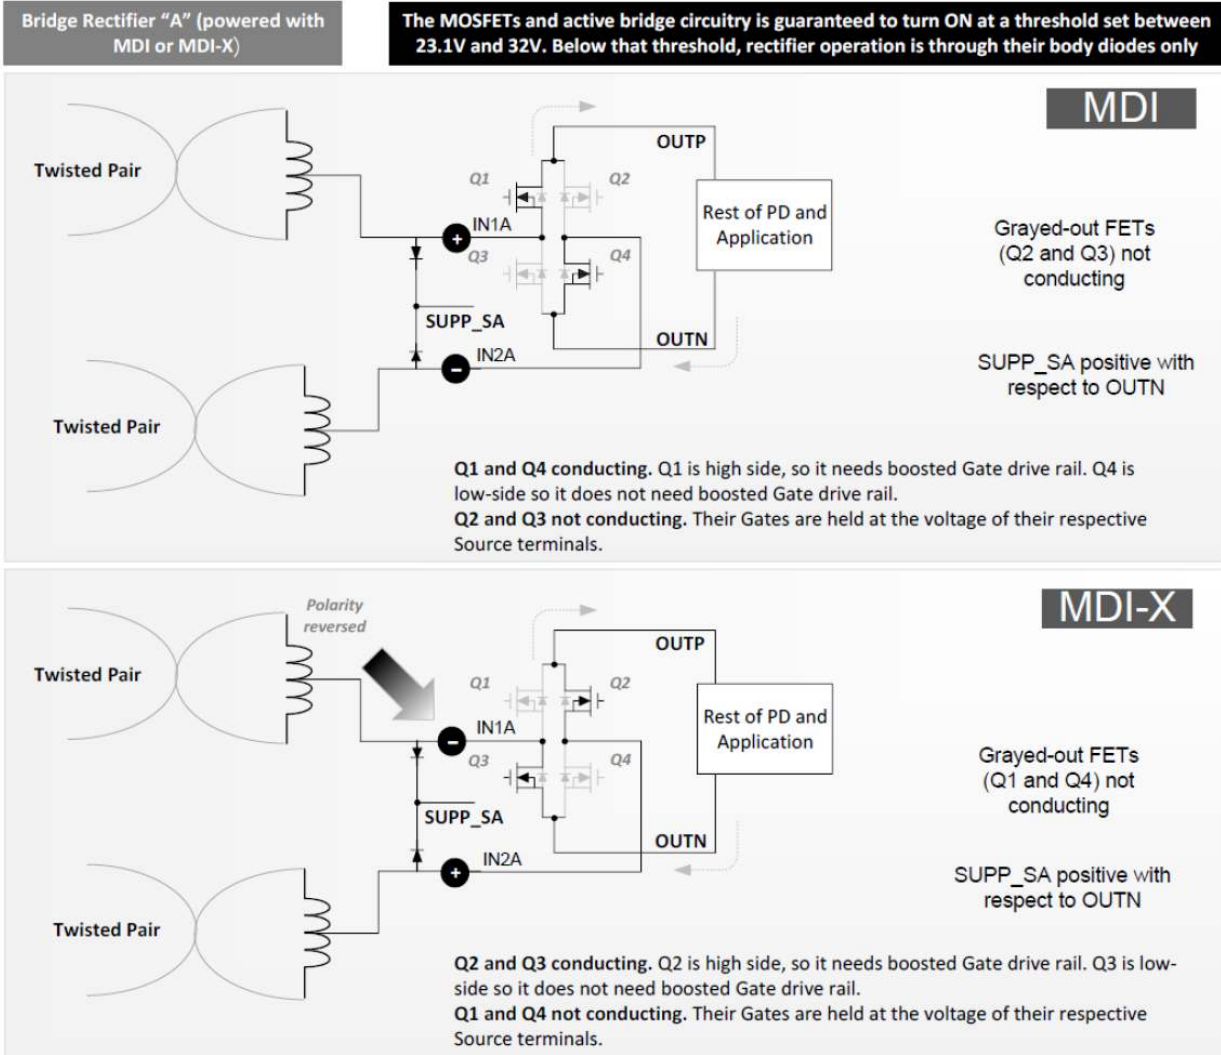 Bridge Rectifier “A” (powered with
MDI or MDI-X)
The MOSFETs and active bridge circuitry is guaranteed to turn ON at a threshold set between
23.1V and 32V. Below that threshold, rectifier operation is through their body diodes only
MDI
Twisted Pair
OUTP
Q1
Q2
Rest of PD and
Application
IN1A
+
Q3
Q4
Grayed-out FETs
(Q2 and Q3) not
conducting
SUPP_SA
OUTN
IN2A
-
SUPP_SA positive with
respect to OUTN
Twisted Pair
Q1 and Q4 conducting. Q1 is high side, so it needs boosted Gate drive rail. Q4 is
low-side so it does not need boosted Gate drive rail.
Q2 and Q3 not conducting. Their Gates are held at the voltage of their respective
Source terminals.
MDI-X
Polarity
reversed
Twisted Pair
OUTP
Q1
Q2
Rest of PD and
Application
IN1A
-
Q3
Q4
Grayed-out FETs
(Q1 and Q4) not
conducting
SUPP_SA
OUTN
IN2A
+
SUPP_SA positive with
respect to OUTN
Twisted Pair
Q2 and Q3 conducting. Q2 is high side, so it needs boosted Gate drive rail. Q3 is low-
side so it does not need boosted Gate drive rail.
Q1 and Q4 not conducting. Their Gates are held at the voltage of their respective
Source terminals.